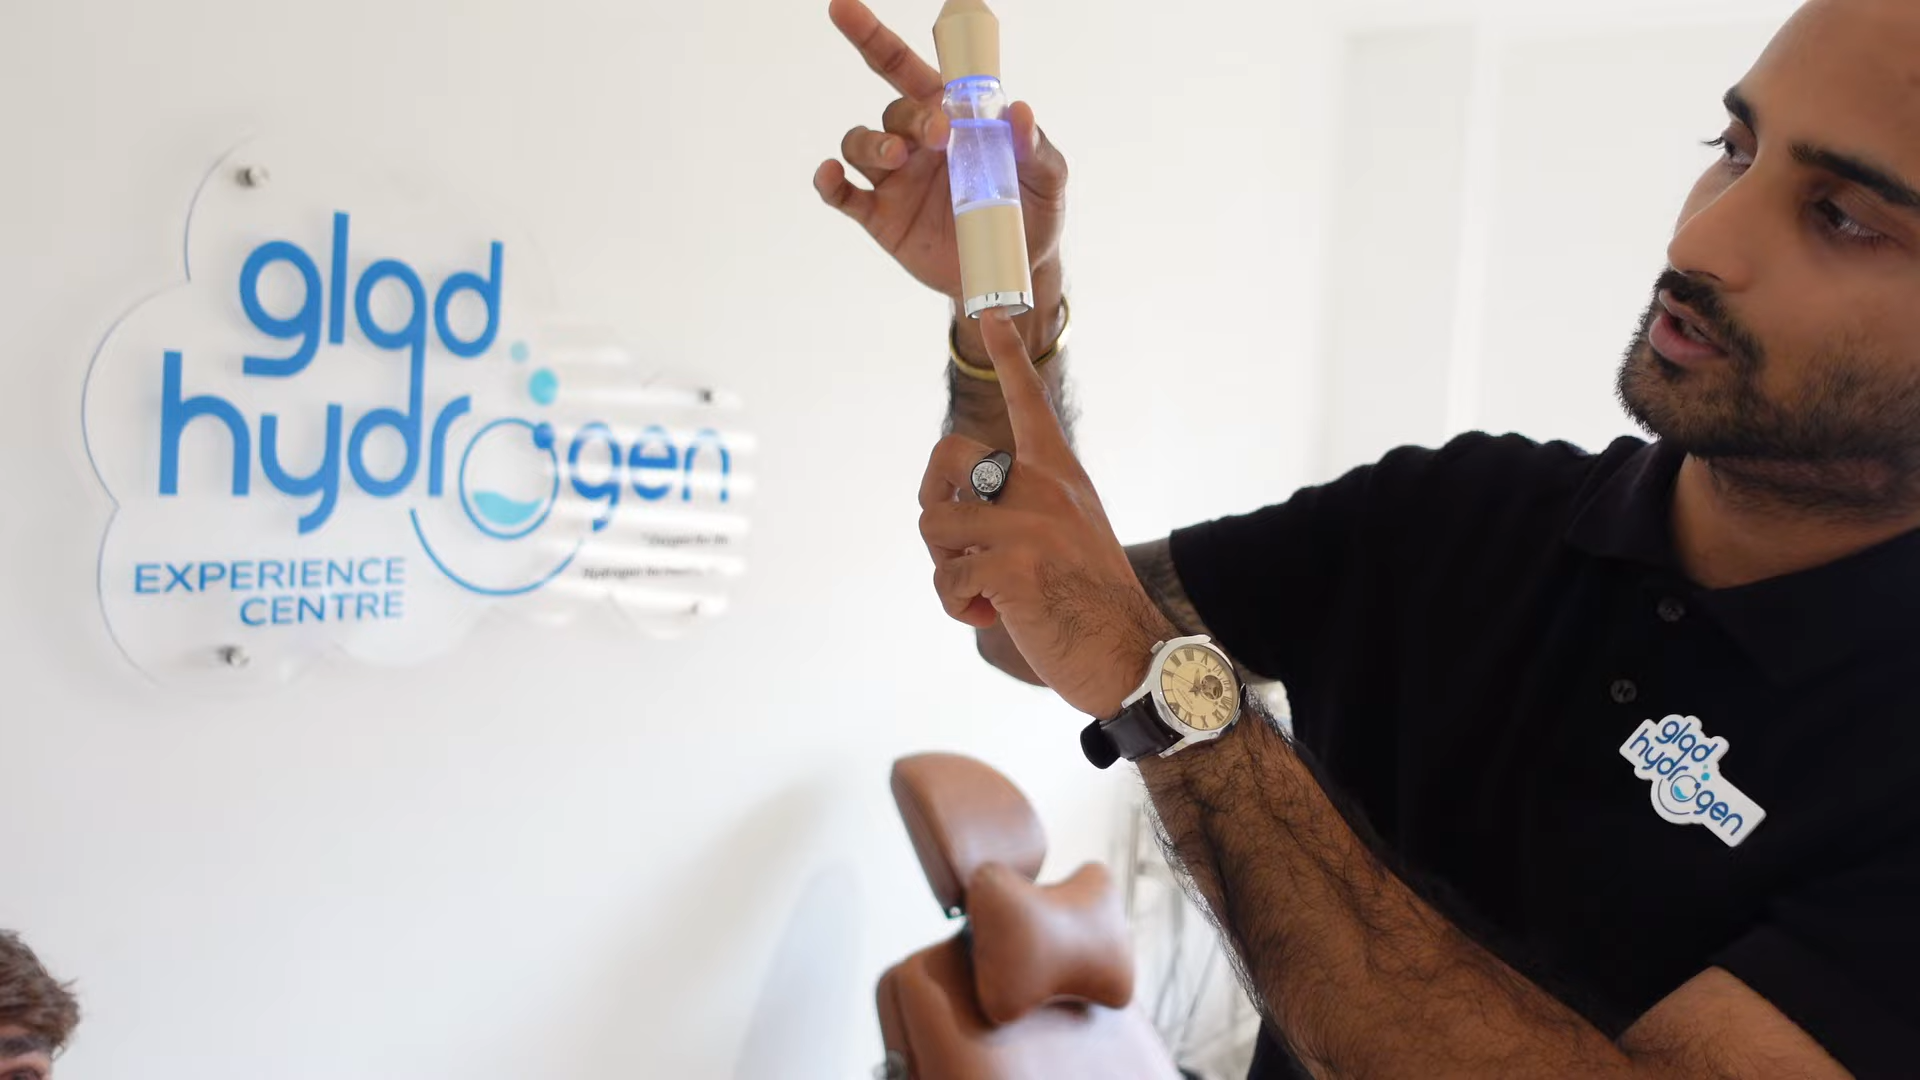 glad
hydrogen
EXPERIENCE
CENTRE
glad
hydrogen